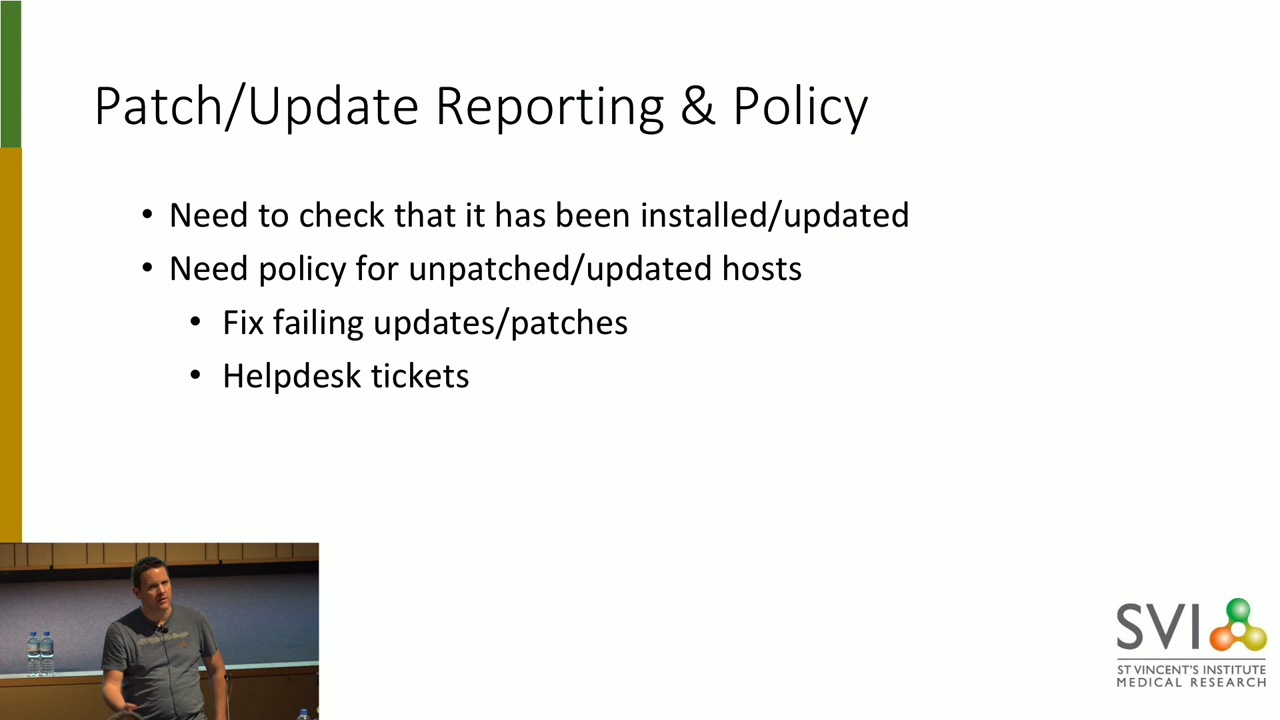 Patch/Update Reporting & Policy
• Need to check that it has been installed/updated
• Need policy for unpatched/updated hosts
• Fix failing updates/patches
• Helpdesk tickets
SVI
ST VINCENT'S INSTITUTE
MEDICAL RESEARCH